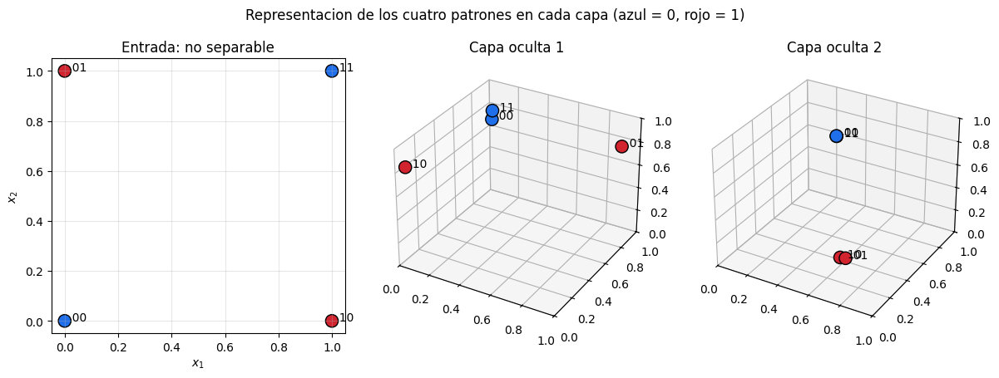 Representacion de los cuatro patrones en cada capa (azul = 0, rojo = 1)
Entrada: no separable
01
11
00
10
1.0
0.8
0.6
0.4
0.2
0.0
0.0 0.2 0.4 0.6 0.8 1.0
x₁
x₂
Capa oculta 1
11
00
01
10
0.0 0.2 0.4 0.6 0.8 1.0
0.0 0.2 0.4 0.6 0.8 1.0
0.0 0.2 0.4 0.6 0.8 1.0
Capa oculta 2
01
0.0 0.2 0.4 0.6 0.8 1.0
0.0 0.2 0.4 0.6 0.8 1.0
0.0 0.2 0.4 0.6 0.8 1.0